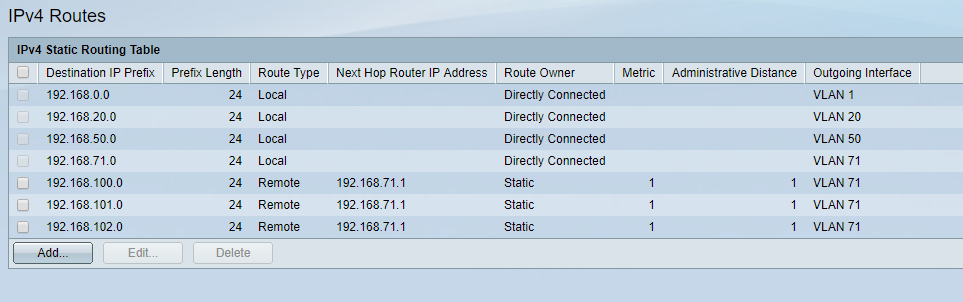 IPv4 Routes
IPv4 Static Routing Table
Destination IP Prefix Prefix Length Route Type Next Hop Router IP Address Route Owner Metric Administrative Distance Outgoing Interface
192.168.0.0 24 Local Directly Connected VLAN 1
192.168.20.0 24 Local Directly Connected VLAN 20
192.168.50.0 24 Local Directly Connected VLAN 50
192.168.71.0 24 Local Directly Connected VLAN 71
192.168.100.0 24 Remote 192.168.71.1 Static 1 1 VLAN 71
192.168.101.0 24 Remote 192.168.71.1 Static 1 1 VLAN 71
192.168.102.0 24 Remote 192.168.71.1 Static 1 1 VLAN 71
Add... Edit... Delete